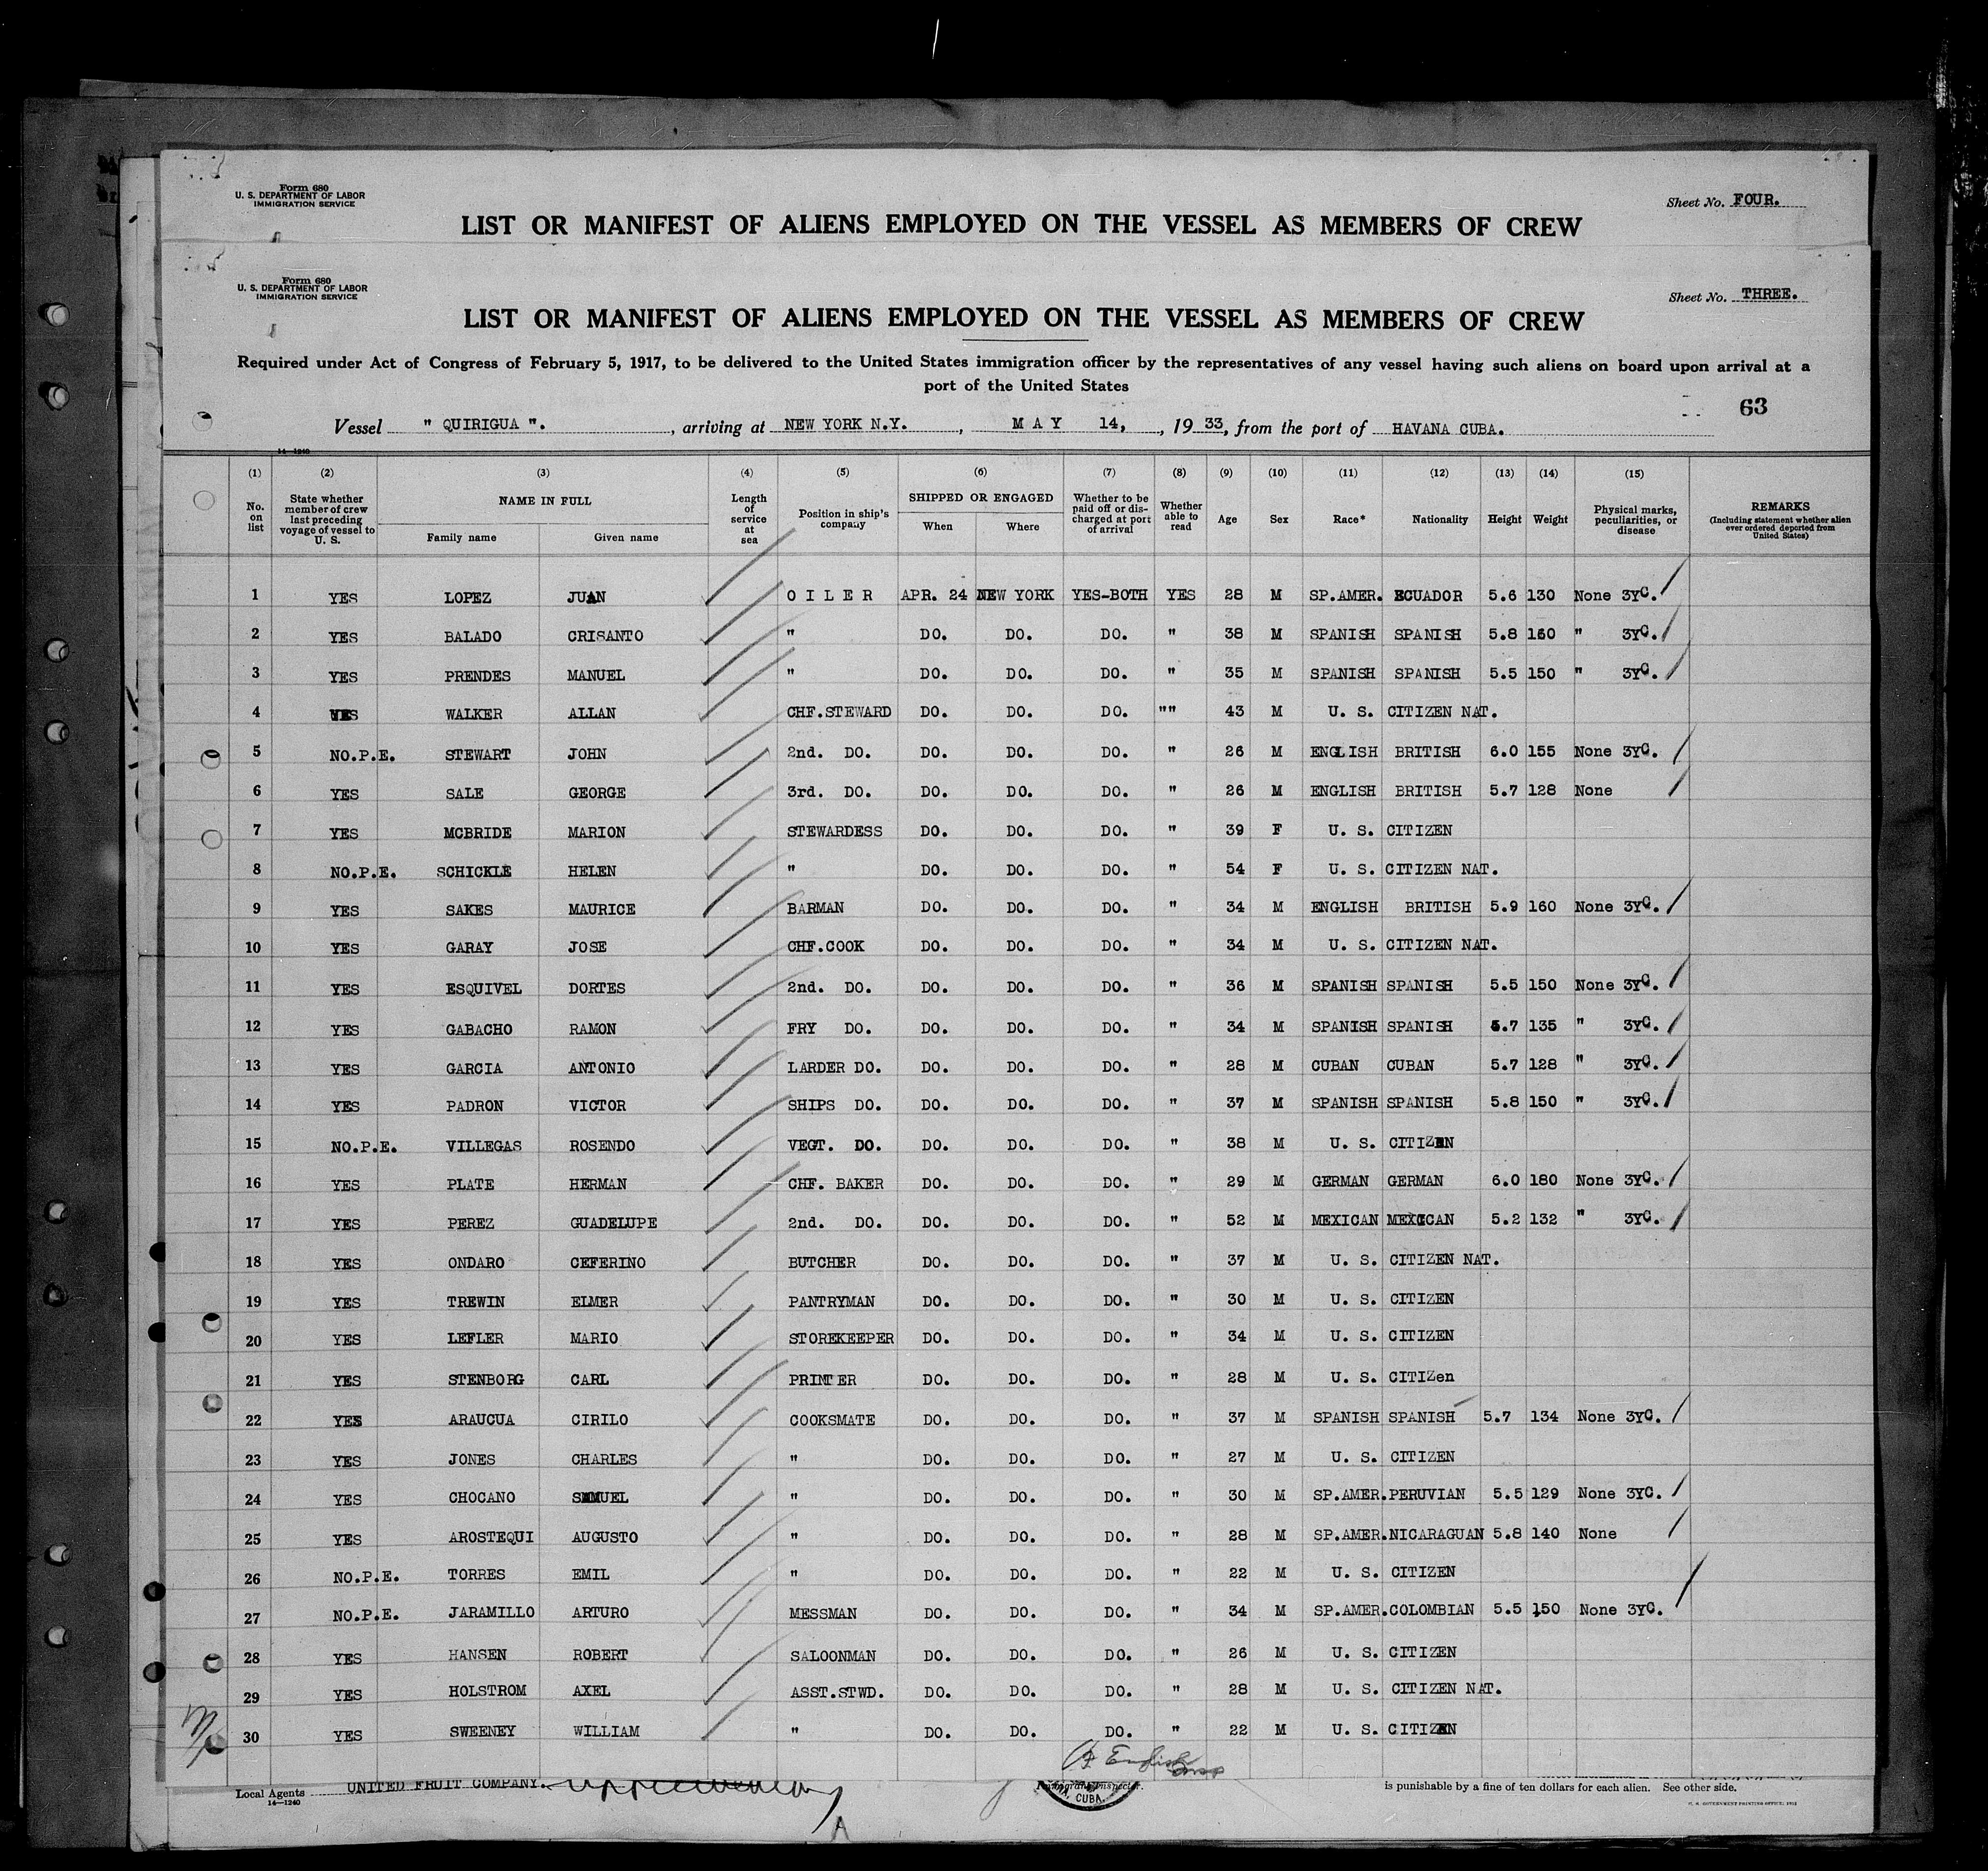 Form 680
U. S. DEPARTMENT OF LABOR
IMMIGRATION SERVICE
Sheet No. FOUR.
LIST OR MANIFEST OF ALIENS EMPLOYED ON THE VESSEL AS MEMBERS OF CREW
Form 680
U. S. DEPARTMENT OF LABOR
IMMIGRATION SERVICE
Sheet No. THREE.
LIST OR MANIFEST OF ALIENS EMPLOYED ON THE VESSEL AS MEMBERS OF CREW
Required under Act of Congress of February 5, 1917, to be delivered to the United States immigration officer by the representatives of any vessel having such aliens on board upon arrival at a
port of the United States
63
Vessel " QUIRIGUA ". , arriving at NEW YORK N.Y. , M A Y 14, , 19 33, from the port of HAVANA CUBA.
14—1240
(1) (2) (3) (4) (5) (6) (7) (8) (9) (10) (11) (12) (13) (14) (15)
No. on list
State whether member of crew last preceding voyage of vessel to U. S.
NAME IN FULL
Family name
Given name
Length of service at sea
Position in ship's company
SHIPPED OR ENGAGED
When
Where
Whether to be paid off or discharged at port of arrival
Whether able to read
Age
Sex
Race*
Nationality
Height
Weight
Physical marks, peculiarities, or disease
REMARKS
(Including statement whether alien ever ordered deported from United States)
1 YES LOPEZ JUAN O I L E R APR. 24 NEW YORK YES-BOTH YES 28 M SP.AMER. ECUADOR 5.6 130 None 3YC.
2 YES BALADO CRISANTO " DO. DO. DO. " 38 M SPANISH SPANISH 5.8 160 " 3YC.
3 YES PRENDES MANUEL " DO. DO. DO. " 35 M SPANISH SPANISH 5.5 150 " 3YC.
4 YES WALKER ALLAN CHF.STEWARD DO. DO. DO. "" 43 M U. S. CITIZEN NAT.
5 NO.P.E. STEWART JOHN 2nd. DO. DO. DO. DO. " 26 M ENGLISH BRITISH 6.0 155 None 3YC.
6 YES SALE GEORGE 3rd. DO. DO. DO. DO. " 26 M ENGLISH BRITISH 5.7 128 None
7 YES MCBRIDE MARION STEWARDESS DO. DO. DO. " 39 F U. S. CITIZEN
8 NO.P.E. SCHICKLE HELEN " DO. DO. DO. " 54 F U. S. CITIZEN NAT.
9 YES SAKES MAURICE BARMAN DO. DO. DO. " 34 M ENGLISH BRITISH 5.9 160 None 3YC.
10 YES GARAY JOSE CHF.COOK DO. DO. DO. " 34 M U. S. CITIZEN NAT.
11 YES ESQUIVEL DORTES 2nd. DO. DO. DO. DO. " 36 M SPANISH SPANISH 5.5 150 None 3YC.
12 YES GABACHO RAMON FRY DO. DO. DO. DO. " 34 M SPANISH SPANISH 5.7 135 " 3YC.
13 YES GARCIA ANTONIO LARDER DO. DO. DO. DO. " 28 M CUBAN CUBAN 5.7 128 " 3YC.
14 YES PADRON VICTOR SHIPS DO. DO. DO. DO. " 37 M SPANISH SPANISH 5.8 150 " 3YC.
15 NO.P.E. VILLEGAS ROSENDO VEGT. DO. DO. DO. DO. " 38 M U. S. CITIZEN
16 YES PLATE HERMAN CHF. BAKER DO. DO. DO. " 29 M GERMAN GERMAN 6.0 180 None 3YC.
17 YES PEREZ GUADELUPE 2nd. DO. DO. DO. DO. " 52 M MEXICAN MEXICAN 5.2 132 " 3YC.
18 YES ONDARO CEFERINO BUTCHER DO. DO. DO. " 37 M U. S. CITIZEN NAT.
19 YES TREWIN ELMER PANTRYMAN DO. DO. DO. " 30 M U. S. CITIZEN
20 YES LEFLER MARIO STOREKEEPER DO. DO. DO. " 34 M U. S. CITIZEN
21 YES STENBORG CARL PRINTER DO. DO. DO. " 28 M U. S. CITIZen
22 YES ARAUCUA CIRILO COOKSMATE DO. DO. DO. " 37 M SPANISH SPANISH 5.7 134 None 3YC.
23 YES JONES CHARLES " DO. DO. DO. " 27 M U. S. CITIZEN
24 YES CHOCANO SAMUEL " DO. DO. DO. " 30 M SP.AMER. PERUVIAN 5.5 129 None 3YC.
25 YES AROSTEQUI AUGUSTO " DO. DO. DO. " 28 M SP.AMER. NICARAGUAN 5.8 140 None
26 NO.P.E. TORRES EMIL " DO. DO. DO. " 22 M U. S. CITIZEN
27 NO.P.E. JARAMILLO ARTURO MESSMAN DO. DO. DO. " 34 M SP.AMER. COLOMBIAN 5.5 150 None 3YC.
28 YES HANSEN ROBERT SALOONMAN DO. DO. DO. " 26 M U. S. CITIZEN
29 YES HOLSTROM AXEL ASST.STWD. DO. DO. DO. " 28 M U. S. CITIZEN NAT.
30 YES SWEENEY WILLIAM " DO. DO. DO. " 22 M U. S. CITIZEN
English
Local Agents UNITED FRUIT COMPANY.
Immigrant Inspector.
CUBA.
is punishable by a fine of ten dollars for each alien. See other side.
14—1240
U. S. GOVERNMENT PRINTING OFFICE: 1932